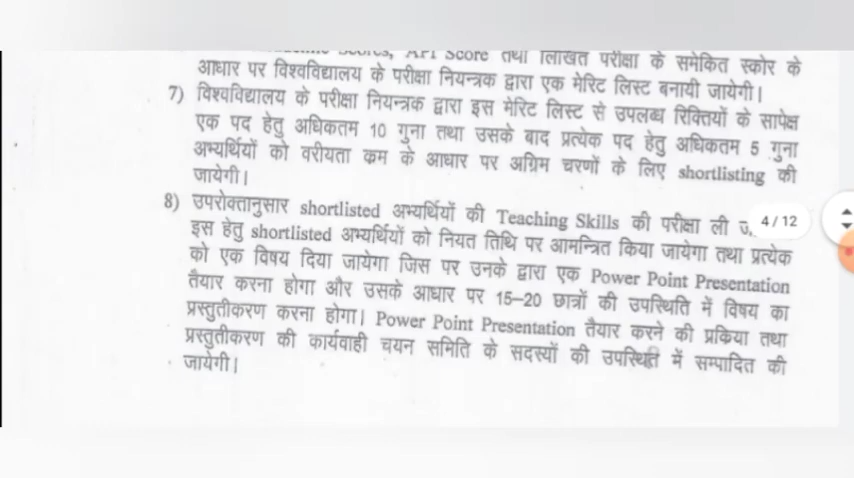 Scores, API Score तथा लिखित परीक्षा के समेकित स्कोर के
आधार पर विश्वविद्यालय के परीक्षा नियन्त्रक द्वारा एक मेरिट लिस्ट बनायी जायेगी।
7) विश्वविद्यालय के परीक्षा नियन्त्रक द्वारा इस मेरिट लिस्ट से उपलब्ध रिक्तियों के सापेक्ष
एक पद हेतु अधिकतम 10 गुना तथा उसके बाद प्रत्येक पद हेतु अधिकतम 5 गुना
अभ्यर्थियों को वरीयता क्रम के आधार पर अग्रिम चरणों के लिए shortlisting की
जायेगी।
8) उपरोक्तानुसार shortlisted अभ्यर्थियों की Teaching Skills की परीक्षा ली
4/12
इस हेतु shortlisted अभ्यर्थियों को नियत तिथि पर आमन्त्रित किया जायेगा तथा प्रत्येक
को एक विषय दिया जायेगा जिस पर उनके द्वारा एक Power Point Presentation
तैयार करना होगा और उसके आधार पर 15–20 छात्रों की उपस्थिति में विषय का
प्रस्तुतीकरण करना होगा। Power Point Presentation तैयार करने की प्रकिया तथा
प्रस्तुतीकरण की कार्यवाही चयन समिति के सदस्यों की उपस्थिति में सम्पादित की
जायेगी।